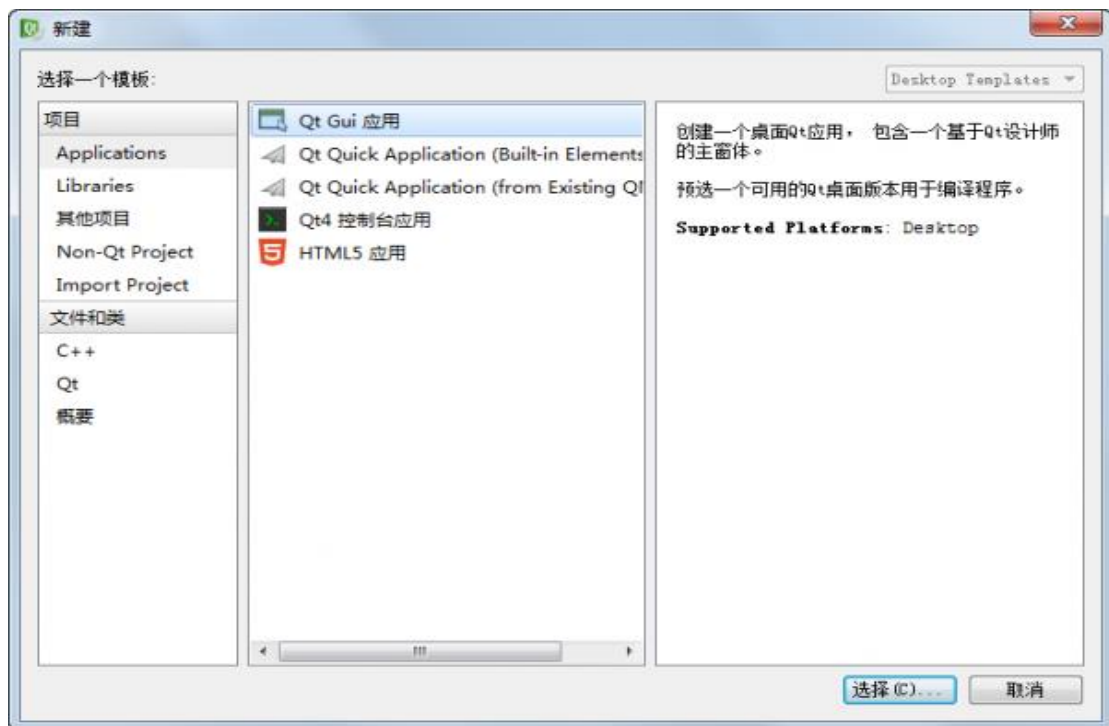 新建
选择一个模板:
Desktop Templates
项目
Applications
Libraries
其他项目
Non-Qt Project
Import Project
文件和类
C++
Qt
概要
Qt Gui 应用
Qt Quick Application (Built-in Elements
Qt Quick Application (from Existing QM
Qt4 控制台应用
HTML5 应用
创建一个桌面Qt应用, 包含一个基于Qt设计师
的主窗体。
预选一个可用的Qt桌面版本用于编译程序。
Supported Platforms: Desktop
选择(C)...
取消